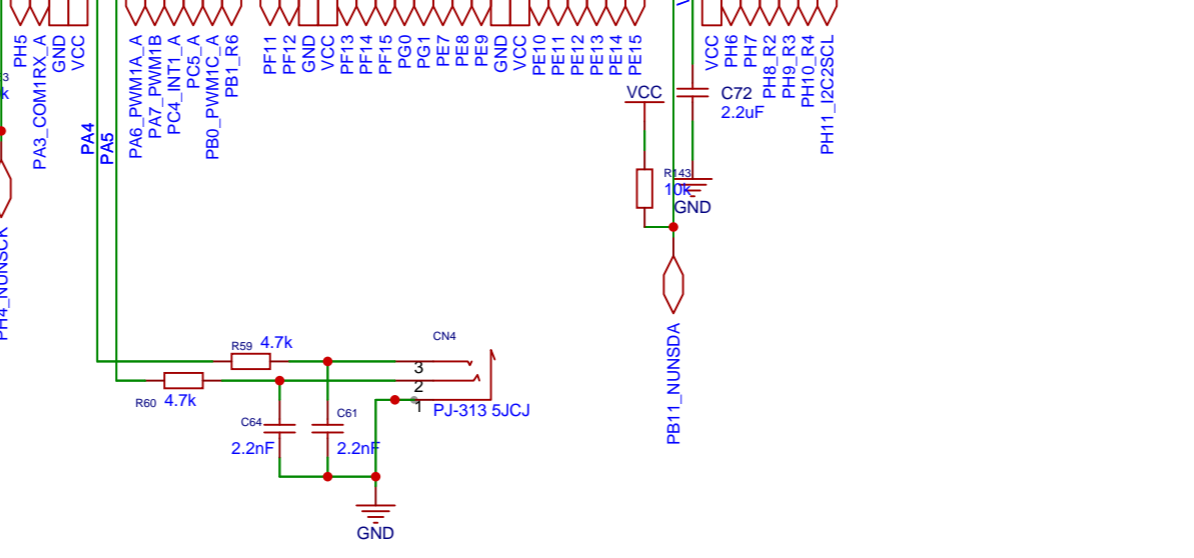 PH5
PA3_COM1RX_A
GND
VCC
PA4
PA5
PA6_PWM1A_A
PA7_PWM1B
PC4_INT1_A
PC5_A
PB0_PWM1C_A
PB1_R6
PF11
PF12
GND
VCC
PF13
PF14
PF15
PG0
PG1
PE7
PE8
PE9
GND
VCC
PE10
PE11
PE12
PE13
PE14
PE15
VCC
PH6
PH7
PH8_R2
PH9_R3
PH10_R4
PH11_I2C2SCL
3
k
VCC
C72
2.2uF
R143
10k
GND
PH4_NUNSCK
PB11_NUNSDA
R59 4.7k
CN4
3
2
1
PJ-313 5JCJ
R60 4.7k
C64
2.2nF
C61
2.2nF
GND